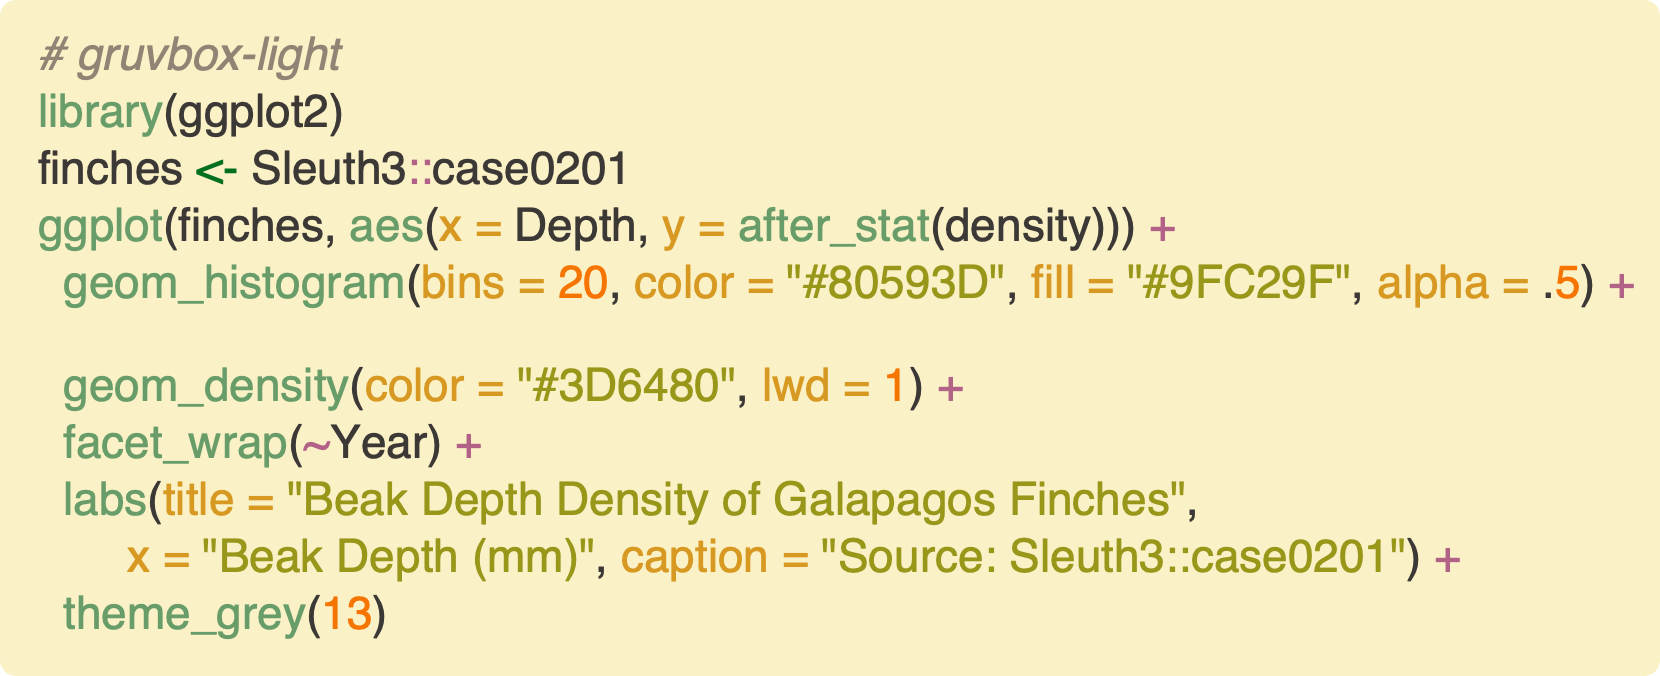 # gruvbox-light
library(ggplot2)
finches <- Sleuth3::case0201
ggplot(finches, aes(x = Depth, y = after_stat(density))) +
  geom_histogram(bins = 20, color = "#80593D", fill = "#9FC29F", alpha = .5) +
  geom_density(color = "#3D6480", lwd = 1) +
  facet_wrap(~Year) +
  labs(title = "Beak Depth Density of Galapagos Finches",
       x = "Beak Depth (mm)", caption = "Source: Sleuth3::case0201") +
  theme_grey(13)